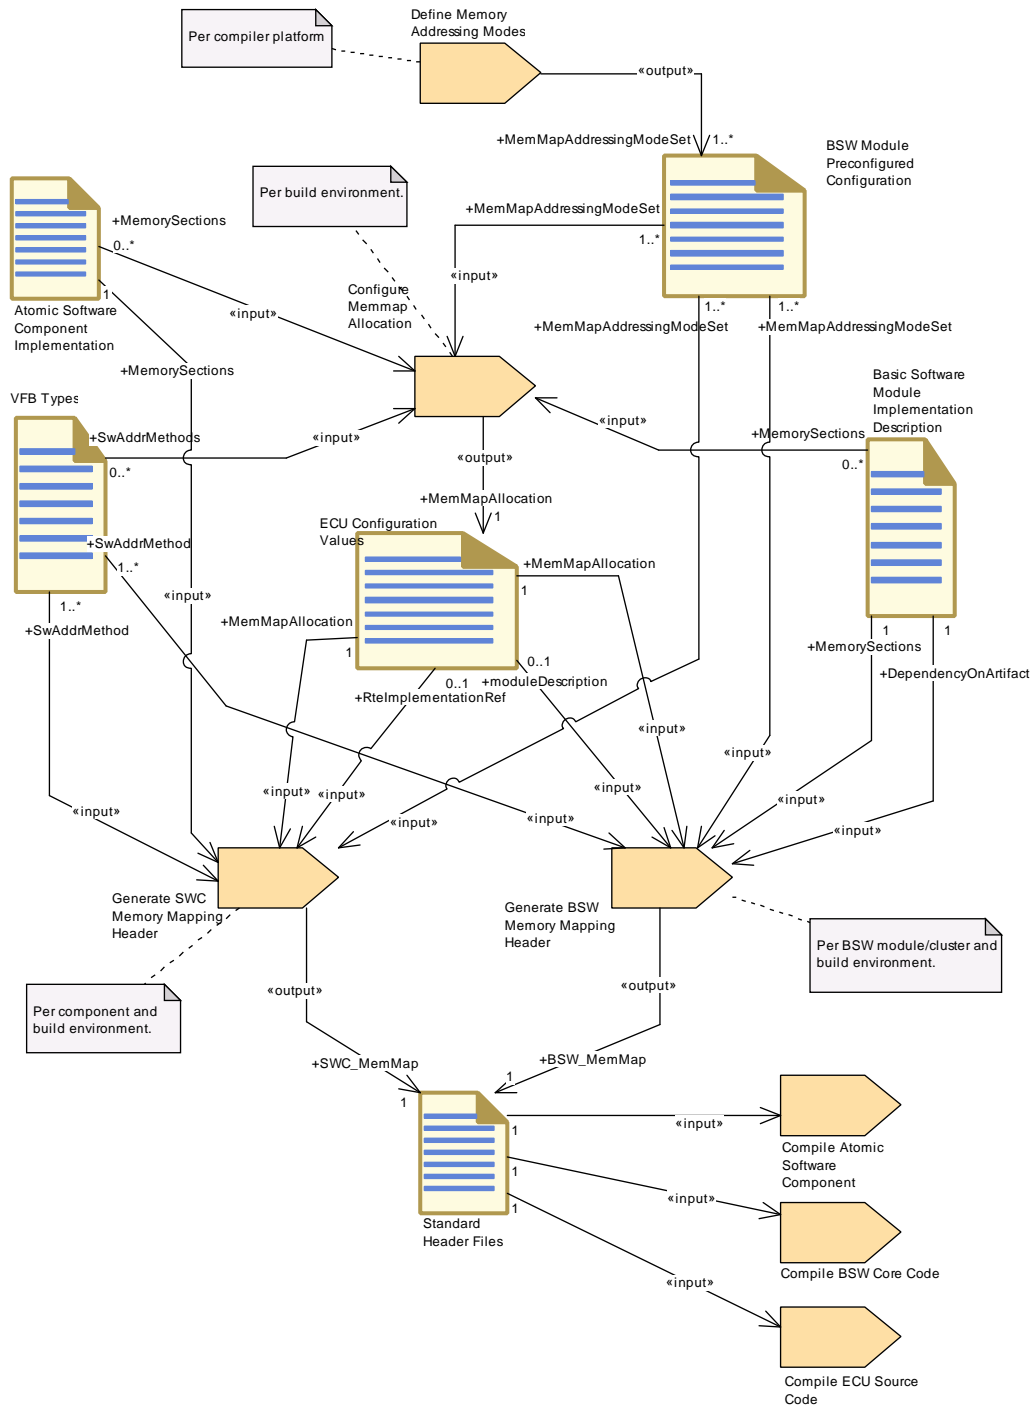 Define Memory
Addressing Modes
Per compiler platform
«output»
+MemMapAddressingModeSet
1..*
BSW Module
Preconfigured
Configuration
Per build environment.
+MemMapAddressingModeSet
1..*
+MemorySections
0..*
«input»
Configure
Memmap
Allocation
1
Atomic Software
Component
Implementation
«input»
1..*
1..*
+MemMapAddressingModeSet
+MemMapAddressingModeSet
+MemorySections
Basic Software
Module
Implementation
Description
VFB Types
+SwAddrMethods
0..*
«input»
«input»
+MemorySections
0..*
«output»
+MemMapAllocation
1
ECU Configuration
Values
+SwAddrMethod
1..*
+MemMapAllocation
1
«input»
1..*
+SwAddrMethod
+MemMapAllocation
1
0..1
+RteImplementationRef
0..1
+moduleDescription
1
+MemorySections
1
+DependencyOnArtifact
«input»
«input»
«input»
«input»
«input»
«input»
«input»
«input»
«input»
«input»
Generate SWC
Memory Mapping
Header
Generate BSW
Memory Mapping
Header
Per BSW module/cluster and
build environment.
Per component and
build environment.
«output»
«output»
+SWC_MemMap
1
+BSW_MemMap
1
Standard
Header Files
1
«input»
Compile Atomic
Software
Component
1
«input»
Compile BSW Core Code
1
«input»
Compile ECU Source
Code